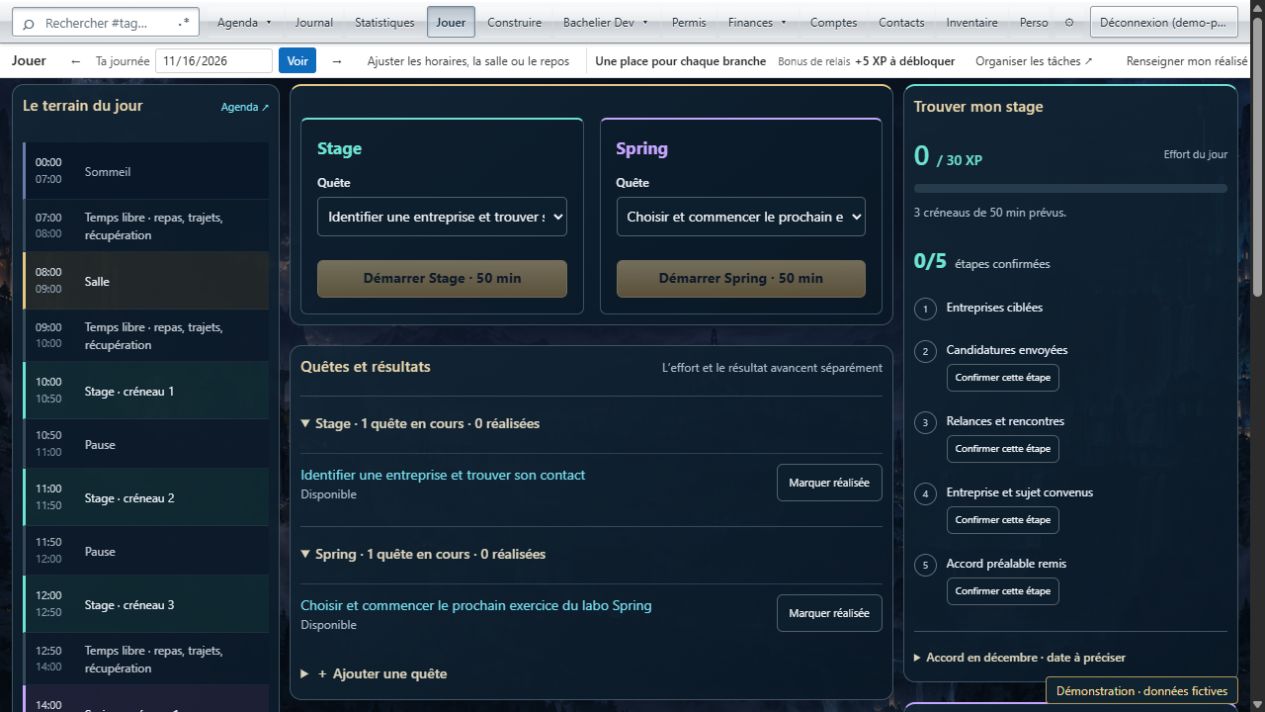 Rechercher #tag...
.*
Agenda
Journal
Statistiques
Jouer
Construire
Bachelier Dev
Permis
Finances
Comptes
Contacts
Inventaire
Perso
Déconnexion (demo-p...
Jouer
← Ta journée 11/16/2026 Voir →
Ajuster les horaires, la salle ou le repos
Une place pour chaque branche
Bonus de relais +5 XP à débloquer
Organiser les tâches ↗
Renseigner mon réalisé
Le terrain du jour
Agenda ↗
00:00
07:00
Sommeil
07:00
08:00
Temps libre · repas, trajets,
récupération
08:00
09:00
Salle
09:00
10:00
Temps libre · repas, trajets,
récupération
10:00
10:50
Stage · créneau 1
10:50
11:00
Pause
11:00
11:50
Stage · créneau 2
11:50
12:00
Pause
12:00
12:50
Stage · créneau 3
12:50
14:00
Temps libre · repas, trajets,
récupération
14:00
Stage
Quête
Identifier une entreprise et trouver
Démarrer Stage · 50 min
Spring
Quête
Choisir et commencer le prochain e
Démarrer Spring · 50 min
Quêtes et résultats
L'effort et le résultat avancent séparément
▼ Stage · 1 quête en cours · 0 réalisées
Identifier une entreprise et trouver son contact
Disponible
Marquer réalisée
▼ Spring · 1 quête en cours · 0 réalisées
Choisir et commencer le prochain exercice du labo Spring
Disponible
Marquer réalisée
▶ + Ajouter une quête
Trouver mon stage
0 / 30 XP
Effort du jour
3 créneaux de 50 min prévus.
0/5 étapes confirmées
1 Entreprises ciblées
2 Candidatures envoyées
Confirmer cette étape
3 Relances et rencontres
Confirmer cette étape
4 Entreprise et sujet convenus
Confirmer cette étape
5 Accord préalable remis
Confirmer cette étape
▶ Accord en décembre · date à préciser
Démonstration · données fictives